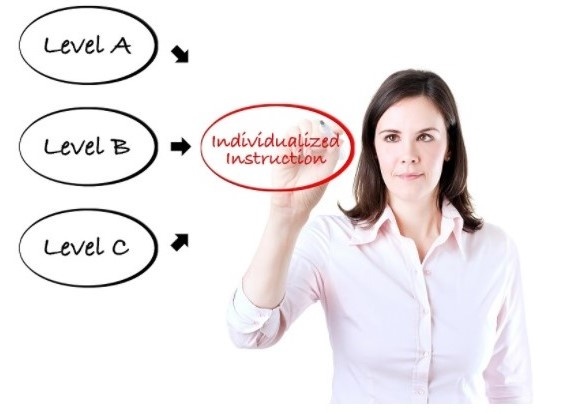 Level A
Level B
Individualized
Instruction
Level C